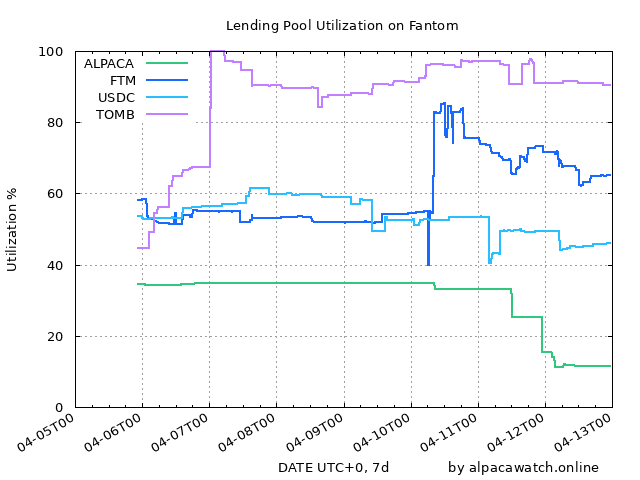 Lending Pool Utilization on Fantom
Utilization %
100
80
60
40
20
0
ALPACA
FTM
USDC
TOMB
04-05T00
04-06T00
04-07T00
04-08T00
04-09T00
04-10T00
04-11T00
04-12T00
04-13T00
DATE UTC+0, 7d
by alpacawatch.online